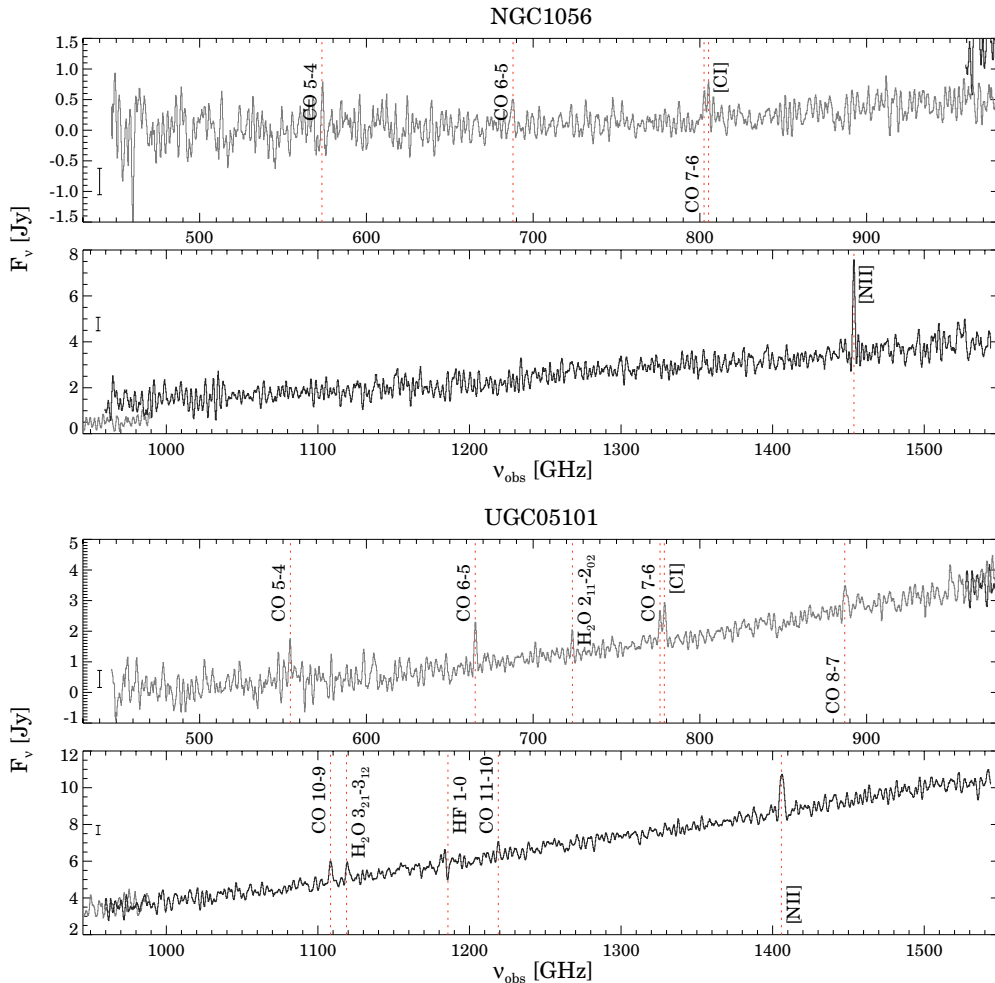 NGC1056
1.5
1.0
0.5
0.0
-0.5
-1.0
-1.5
CO 5-4
CO 6-5
CO 7-6
[CI]
500 600 700 800 900
F_ν [Jy]
8
6
4
2
0
[NII]
1000 1100 1200 1300 1400 1500
ν_obs [GHz]
UGC05101
5
4
3
2
1
0
-1
CO 5-4
CO 6-5
H₂O 2₁₁-2₀₂
CO 7-6
[CI]
CO 8-7
500 600 700 800 900
F_ν [Jy]
12
10
8
6
4
2
CO 10-9
H₂O 3₂₁-3₁₂
HF 1-0
CO 11-10
[NII]
1000 1100 1200 1300 1400 1500
ν_obs [GHz]